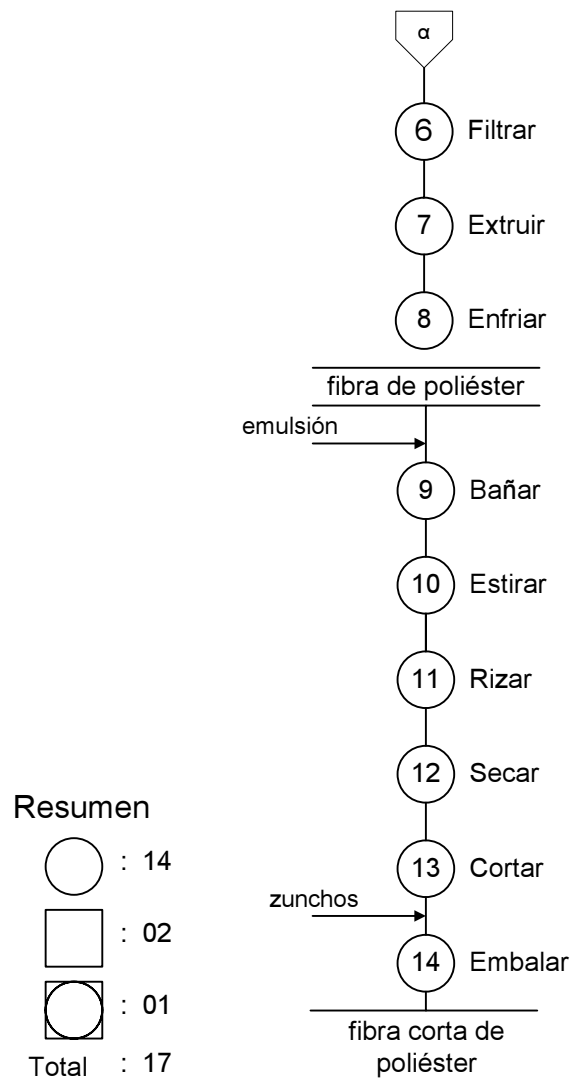 α
6 Filtrar
7 Extruir
8 Enfriar
fibra de poliéster
emulsión
9 Bañar
10 Estirar
11 Rizar
12 Secar
13 Cortar
zunchos
14 Embalar
fibra corta de
poliéster
Resumen
: 14
: 02
: 01
Total : 17